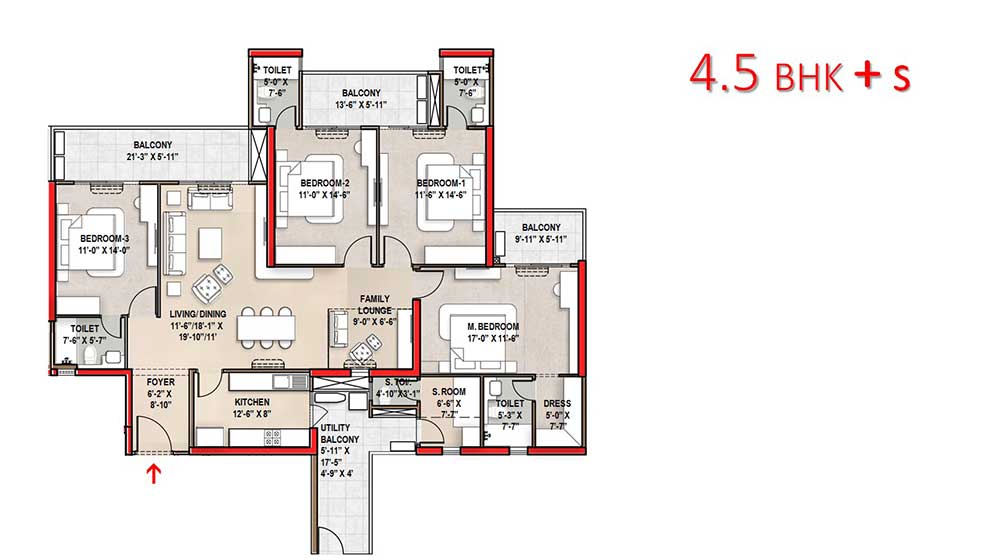 4.5 BHK + s
TOILET
5'-0" X
7'-6"
BALCONY
13'-6" X 5'-11"
TOILET
5'-0" X
7'-6"
BALCONY
21'-3" X 5'-11"
BEDROOM-2
11'-0" X 14'-6"
BEDROOM-1
11'-6" X 14'-6"
BEDROOM-3
11'-0" X 14'-0"
BALCONY
9'-11" X 5'-11"
LIVING/DINING
11'-6"/18'-1" X
19'-10"/11'
FAMILY
LOUNGE
9'-0" X 6'-6"
M. BEDROOM
17'-0" X 11'-6"
TOILET
7'-6" X 5'-7"
FOYER
6'-2" X
8'-10"
KITCHEN
12'-6" X 8'
S. TOI.
4'-10"X3'-1"
S. ROOM
6'-6" X
7'-7"
TOILET
5'-3" X
7'-7"
DRESS
5'-0" X
7'-7"
UTILITY
BALCONY
5'-11" X
17'-5"
4'-9" X 4'